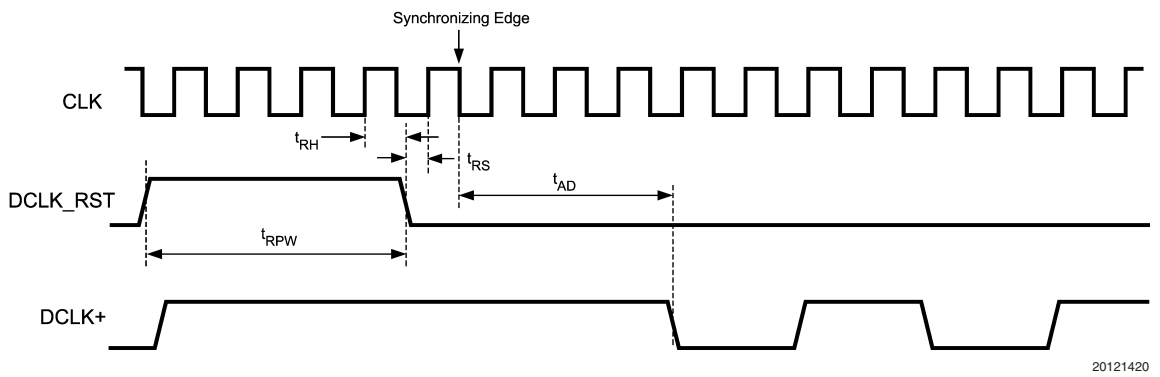 Synchronizing Edge
CLK
tRH
tRS
DCLK_RST
tAD
tRPW
DCLK+
20121420